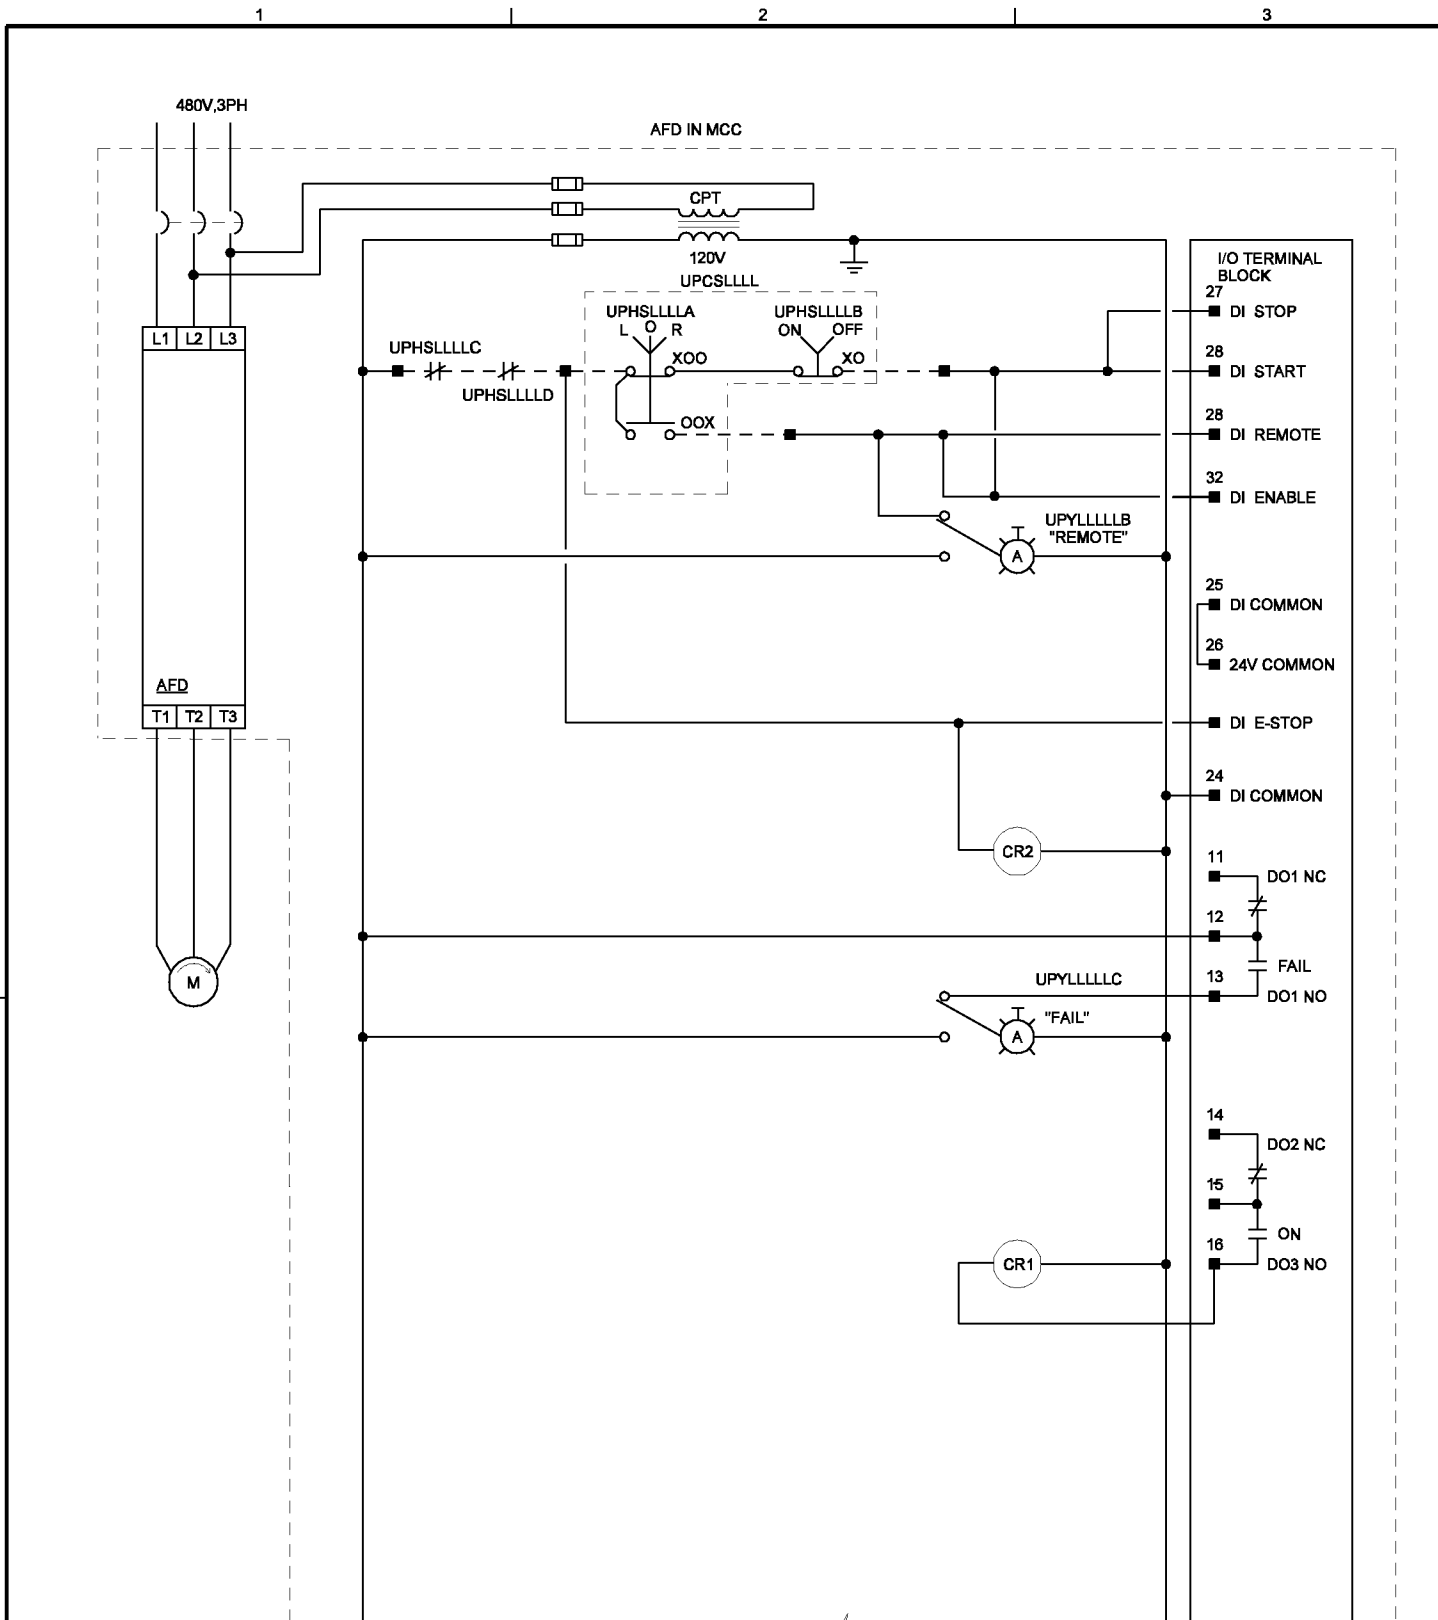 1
2
3
480V,3PH
AFD IN MCC
CPT
120V
UPCSLLLL
I/O TERMINAL
BLOCK
27
DI STOP
UPHSLLLLA
L O R
UPHSLLLLB
ON OFF
UPHSLLLLC
XOO
XO
28
DI START
UPHSLLLLD
OOX
28
DI REMOTE
32
DI ENABLE
UPYLLLLLB
"REMOTE"
A
L1 L2 L3
AFD
T1 T2 T3
M
25
DI COMMON
26
24V COMMON
DI E-STOP
24
DI COMMON
CR2
11
DO1 NC
12
FAIL
13
DO1 NO
UPYLLLLLC
"FAIL"
A
14
DO2 NC
15
ON
16
DO3 NO
CR1